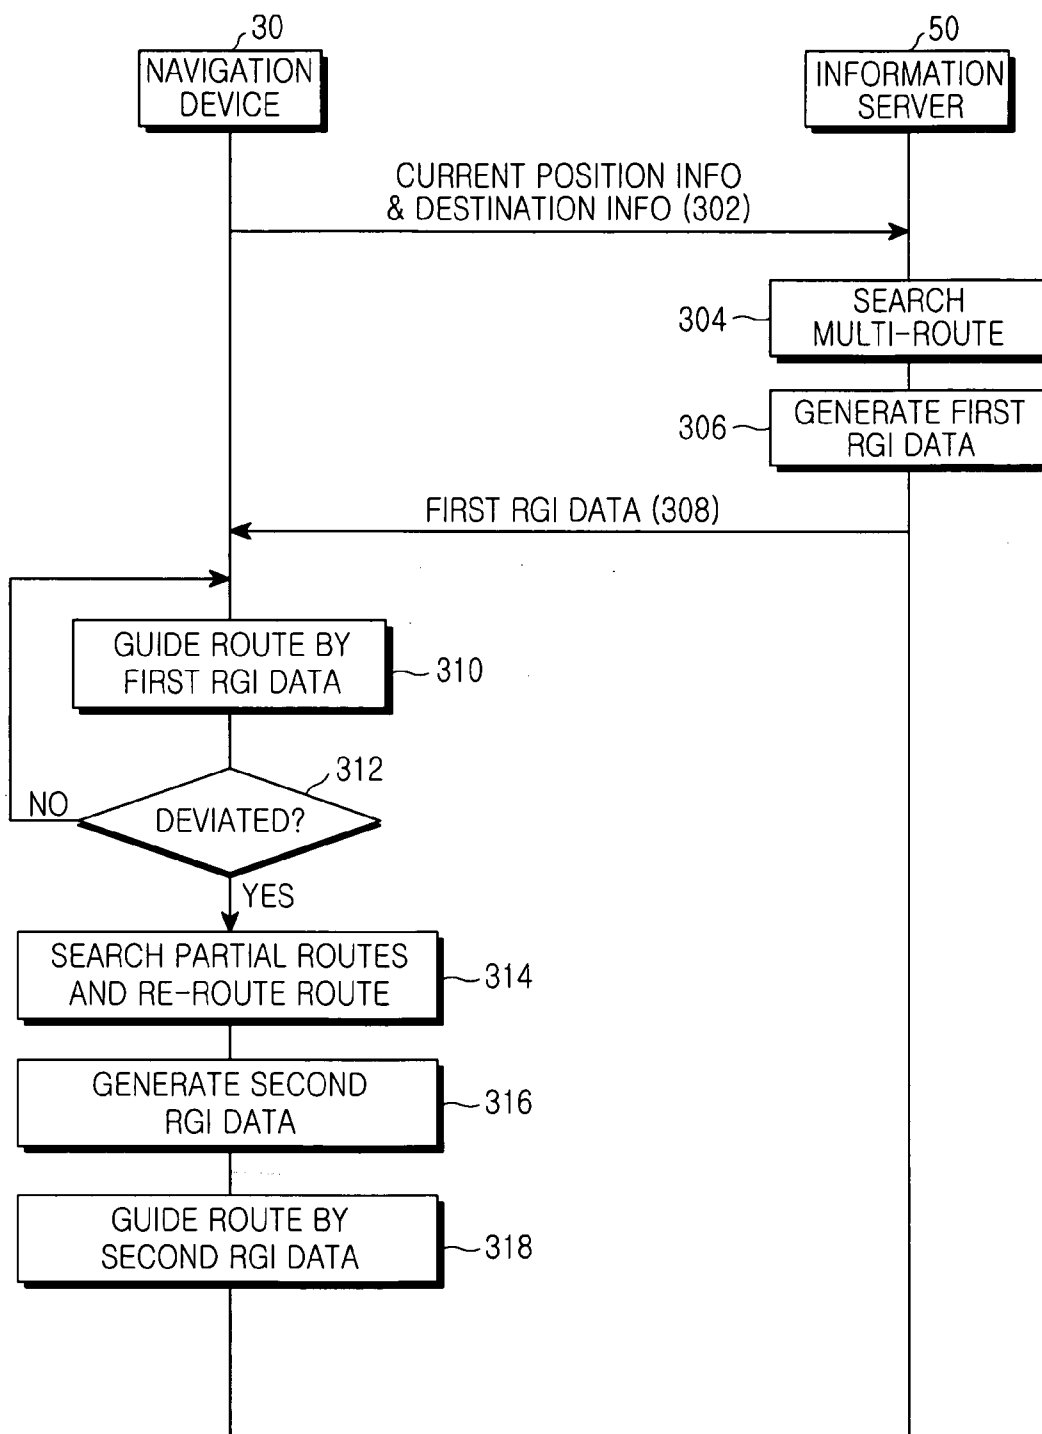 30
50
NAVIGATION
DEVICE
INFORMATION
SERVER
CURRENT POSITION INFO
& DESTINATION INFO (302)
304
SEARCH
MULTI-ROUTE
306
GENERATE FIRST
RGI DATA
FIRST RGI DATA (308)
GUIDE ROUTE BY
FIRST RGI DATA
310
312
NO
DEVIATED?
YES
SEARCH PARTIAL ROUTES
AND RE-ROUTE ROUTE
314
GENERATE SECOND
RGI DATA
316
GUIDE ROUTE BY
SECOND RGI DATA
318